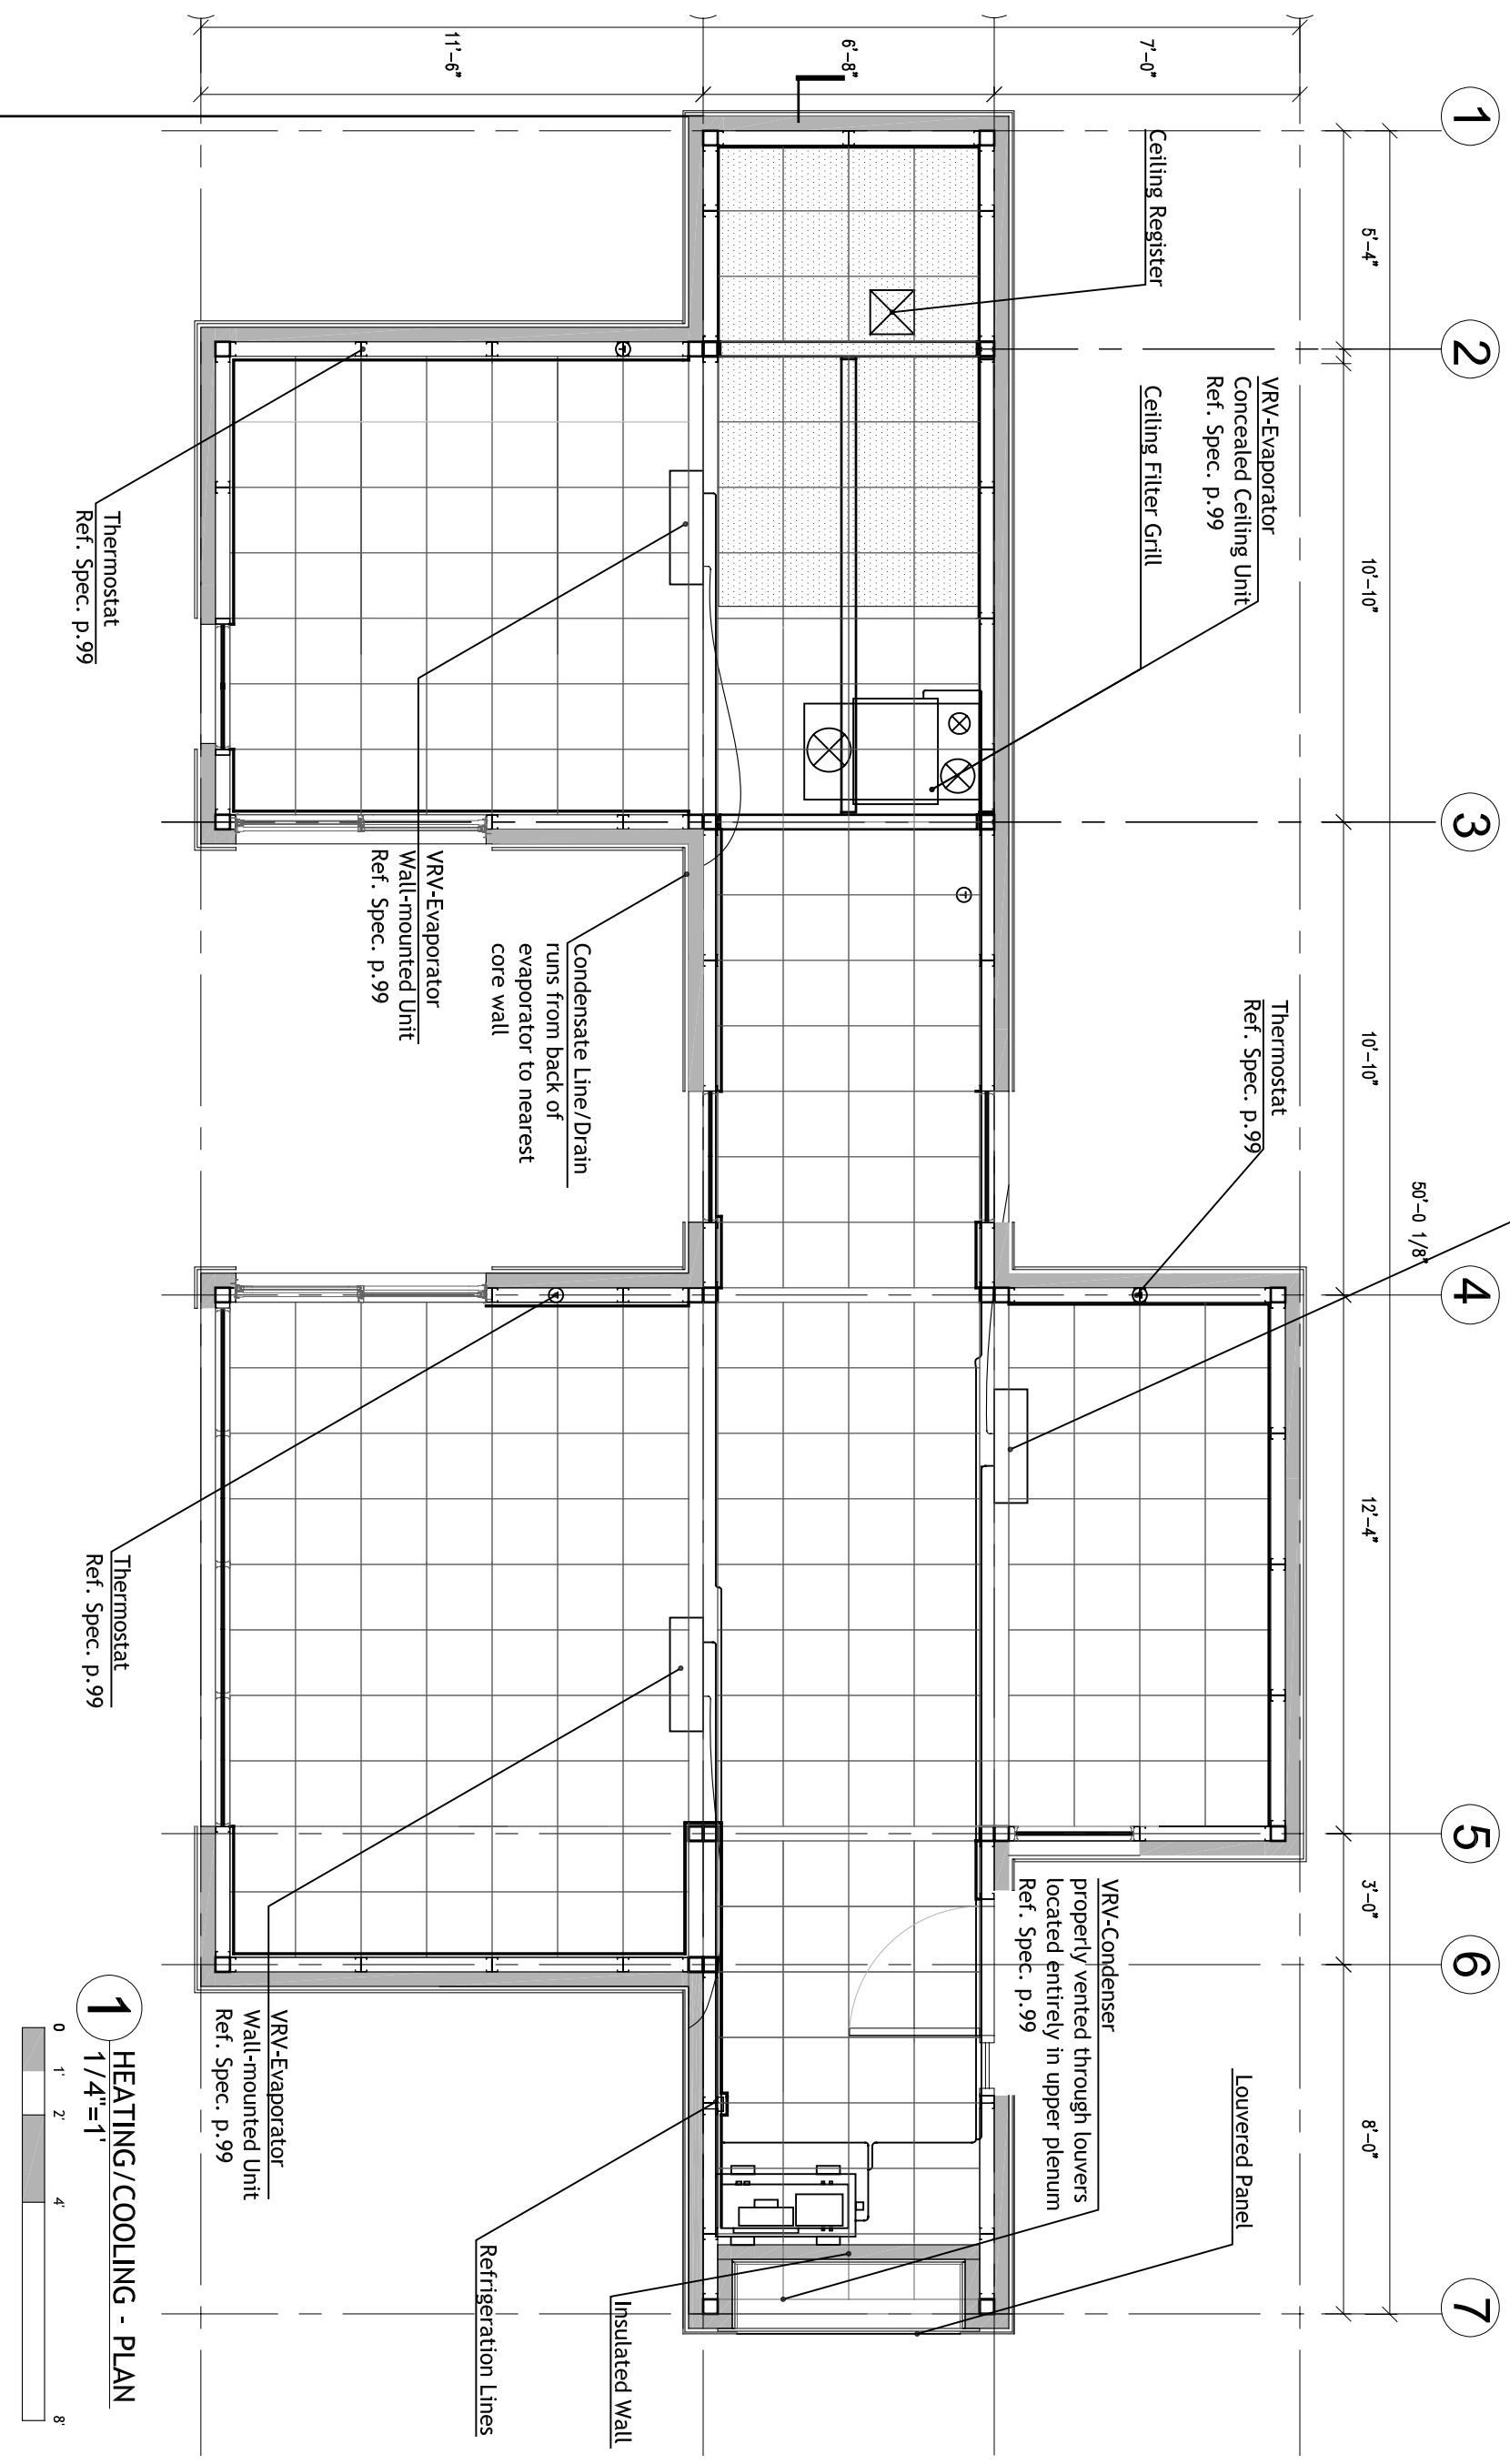 1
2
3
4
5
6
7
50'-0 1/8"
5'-4"
10'-10"
10'-10"
12'-4"
3'-0"
8'-0"
7'-0"
6'-8"
11'-6"
Ceiling Register
VRV-Evaporator
Concealed Ceiling Unit
Ref. Spec. p.99
Ceiling Filter Grill
Thermostat
Ref. Spec. p.99
VRV-Condenser
properly vented through louvers
located entirely in upper plenum
Ref. Spec. p.99
Louvered Panel
Condensate Line/Drain
runs from back of
evaporator to nearest
core wall
VRV-Evaporator
Wall-mounted Unit
Ref. Spec. p.99
Insulated Wall
Refrigeration Lines
VRV-Evaporator
Wall-mounted Unit
Ref. Spec. p.99
Thermostat
Ref. Spec. p.99
Thermostat
Ref. Spec. p.99
1
HEATING/COOLING - PLAN
1/4"=1'
0 1' 2' 4' 8'